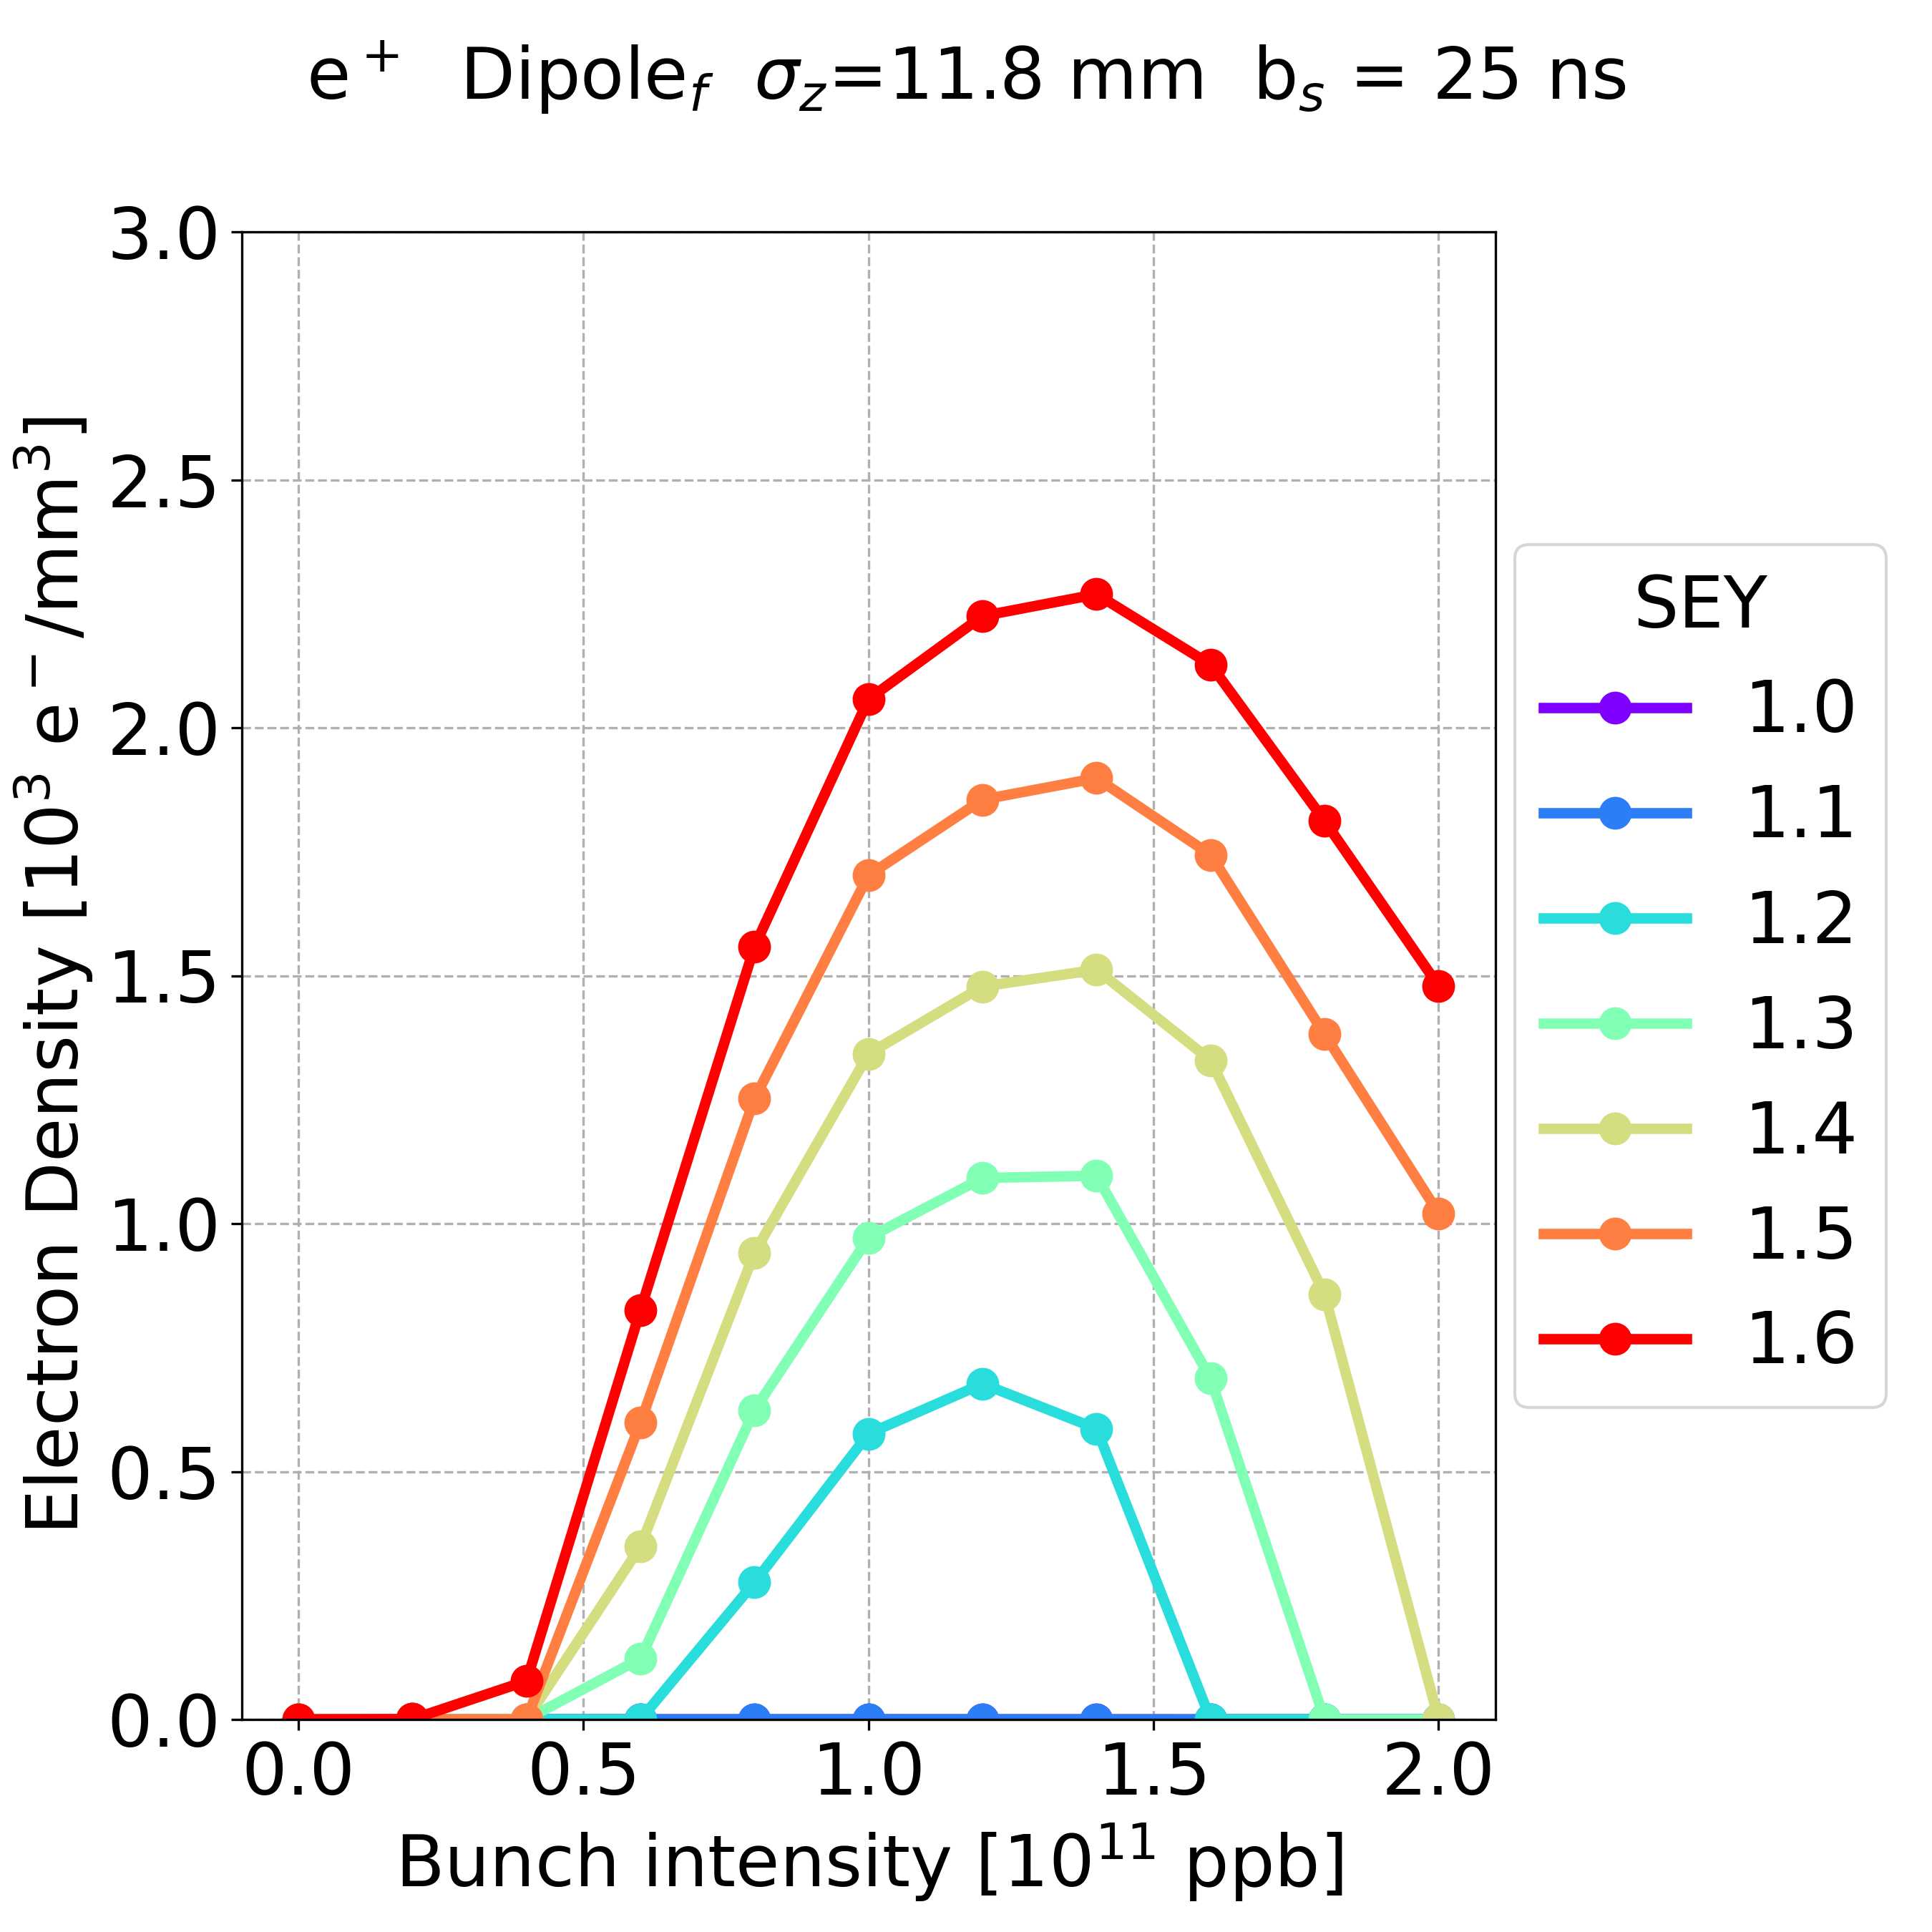 e⁺ Dipole_f σ_z=11.8 mm b_s = 25 ns
Electron Density [10³ e⁻/mm³]
3.0
2.5
2.0
1.5
1.0
0.5
0.0
0.0 0.5 1.0 1.5 2.0
Bunch intensity [10¹¹ ppb]
SEY
1.0
1.1
1.2
1.3
1.4
1.5
1.6